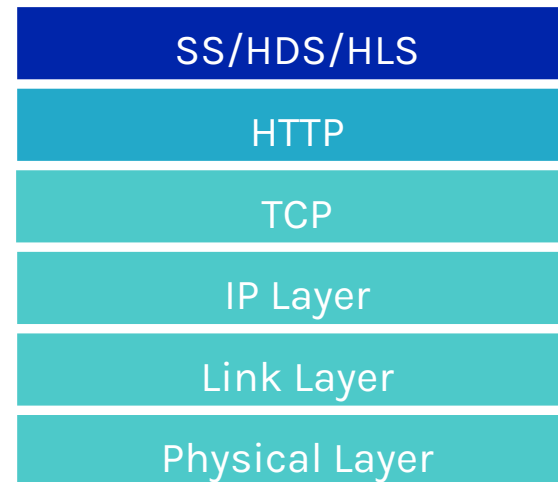 SS/HDS/HLS
HTTP
TCP
IP Layer
Link Layer
Physical Layer